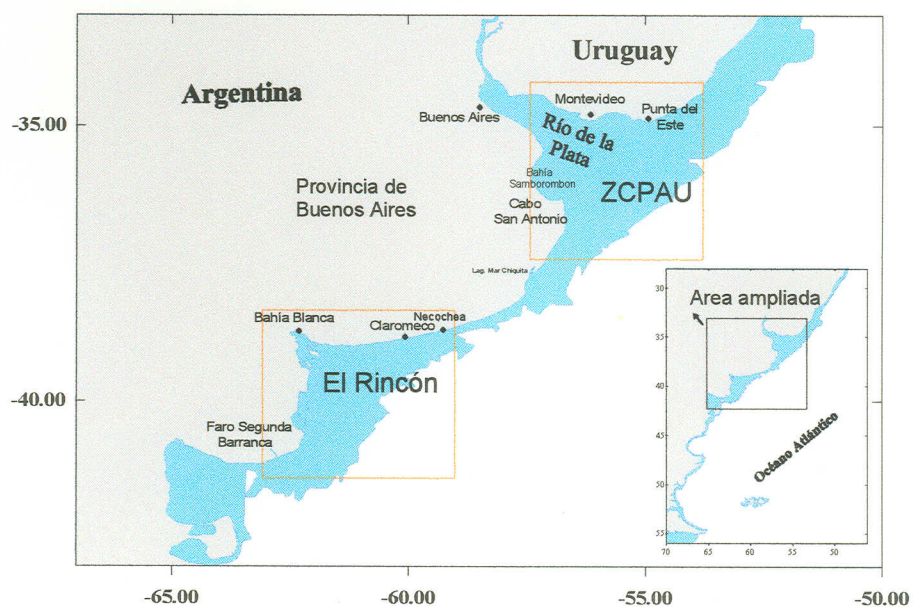 Uruguay
Argentina
Montevideo
Punta del
Este
Buenos Aires
Río de la
Plata
-35.00
Bahía
Samborombon
ZCPAU
Provincia de
Buenos Aires
Cabo
San Antonio
Lag. Mar Chiquita
Bahía Blanca
Claromeco
Necochea
El Rincón
-40.00
Faro Segunda
Barranca
Area ampliada
30
35
40
45
50
55
Océano Atlántico
70
65
60
55
50
-65.00
-60.00
-55.00
-50.00